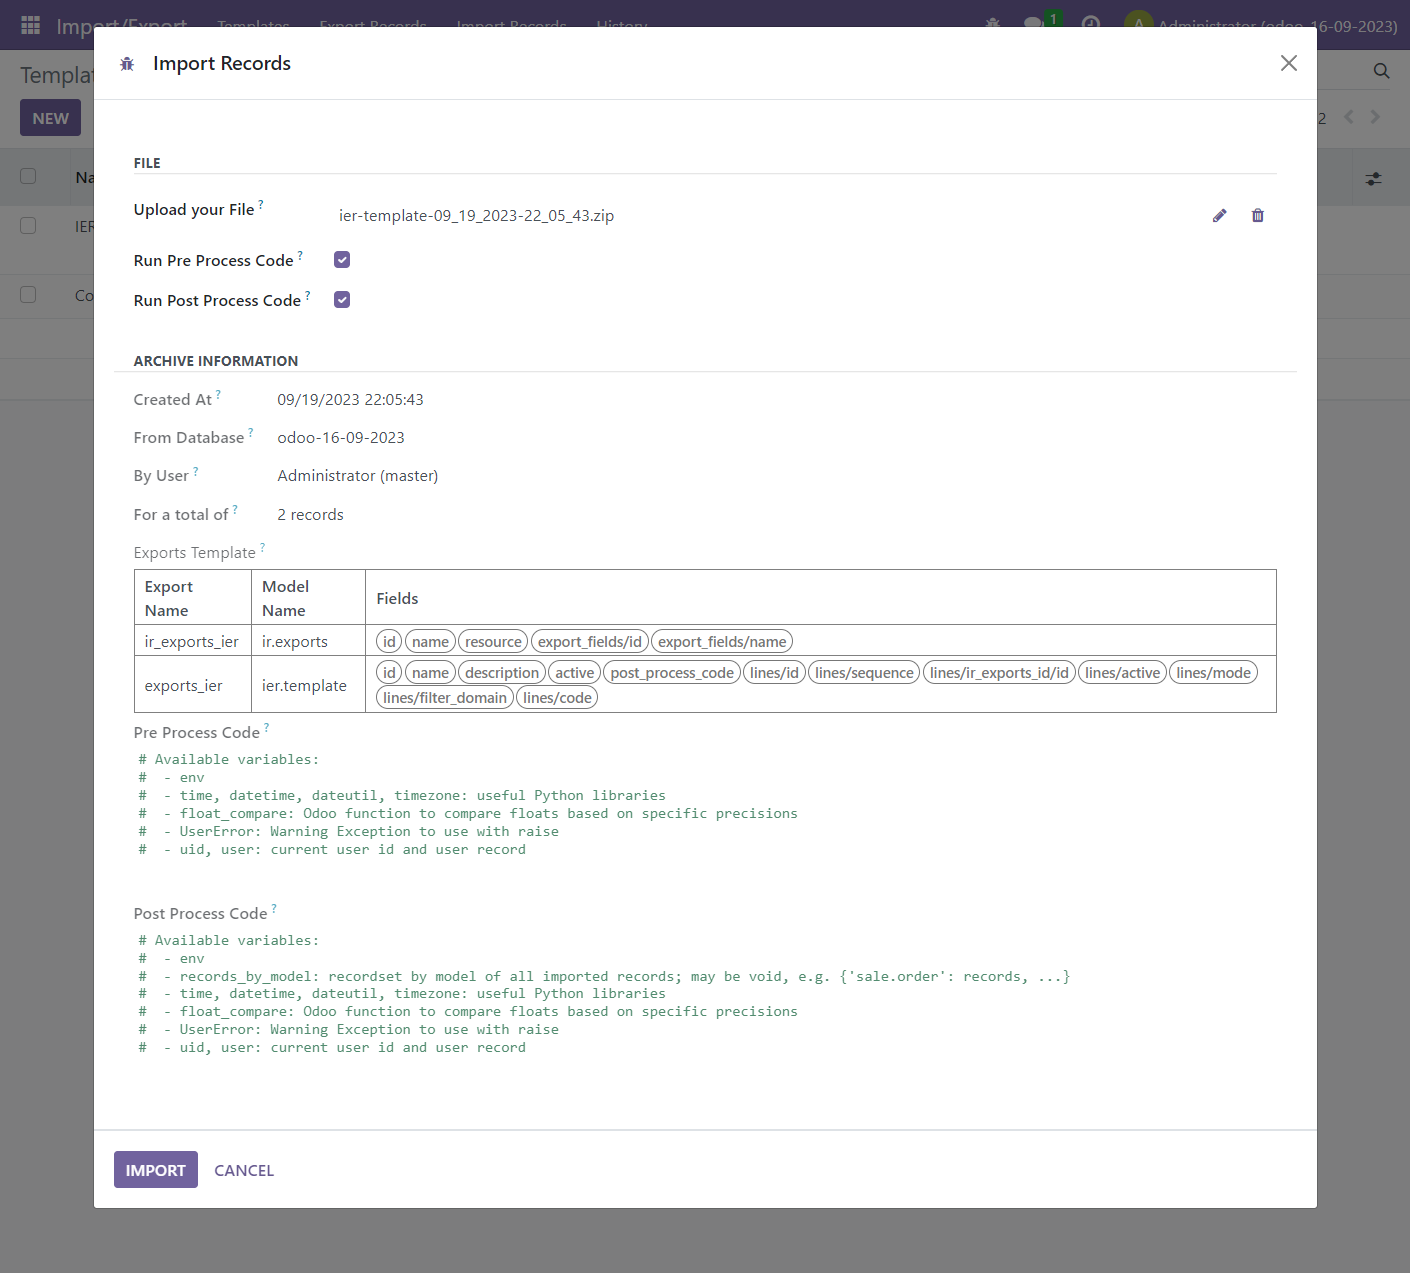 Import/Export Templates Export Records Import Records History 1 A Administrator (odoo-16-09-2023)
Import Records
NEW
2
FILE
Upload your File ?
ier-template-09_19_2023-22_05_43.zip
Run Pre Process Code ?
Run Post Process Code ?
IER
Co
ARCHIVE INFORMATION
Created At ? 09/19/2023 22:05:43
From Database ? odoo-16-09-2023
By User ? Administrator (master)
For a total of ? 2 records
Exports Template ?
Export Name Model Name Fields
ir_exports_ier ir.exports id name resource export_fields/id export_fields/name
exports_ier ier.template id name description active post_process_code lines/id lines/sequence lines/ir_exports_id/id lines/active lines/mode
lines/filter_domain lines/code
Pre Process Code ?
# Available variables:
#  - env
#  - time, datetime, dateutil, timezone: useful Python libraries
#  - float_compare: Odoo function to compare floats based on specific precisions
#  - UserError: Warning Exception to use with raise
#  - uid, user: current user id and user record
Post Process Code ?
# Available variables:
#  - env
#  - records_by_model: recordset by model of all imported records; may be void, e.g. {'sale.order': records, ...}
#  - time, datetime, dateutil, timezone: useful Python libraries
#  - float_compare: Odoo function to compare floats based on specific precisions
#  - UserError: Warning Exception to use with raise
#  - uid, user: current user id and user record
IMPORT CANCEL